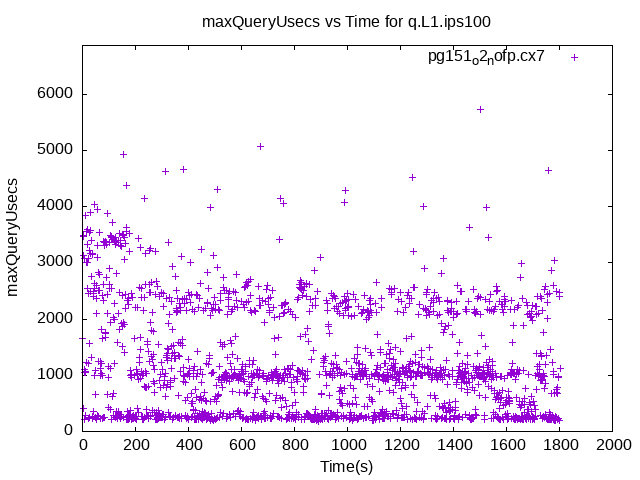 maxQueryUsecs vs Time for q.L1.ips100
pg151o2nofp.cx7
maxQueryUsecs
6000
5000
4000
3000
2000
1000
0
0 200 400 600 800 1000 1200 1400 1600 1800 2000
Time(s)